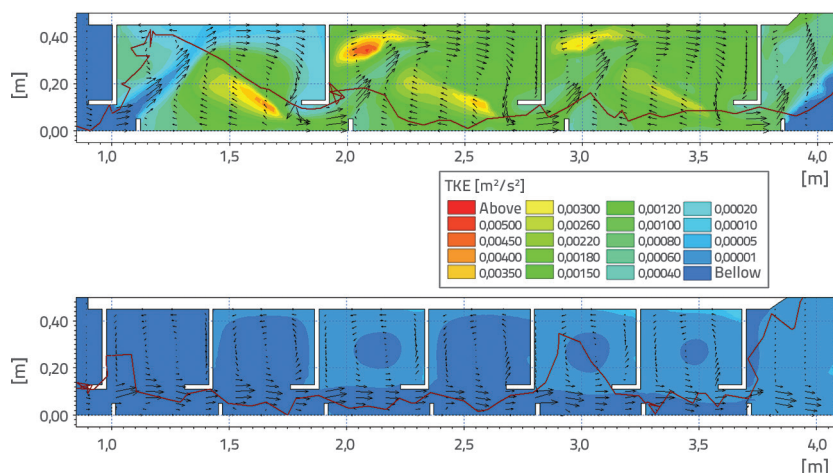 0,40
[m]
0,20
0,00
1,0 1,5 2,0 2,5 3,0 3,5 4,0
[m]
TKE [m²/s²]
Above 0,00300 0,00120 0,00020
0,00500 0,00260 0,00100 0,00010
0,00450 0,00220 0,00080 0,00005
0,00400 0,00180 0,00060 0,00001
0,00350 0,00150 0,00040 Bellow
0,40
[m]
0,20
0,00
1,0 1,5 2,0 2,5 3,0 3,5 4,0
[m]